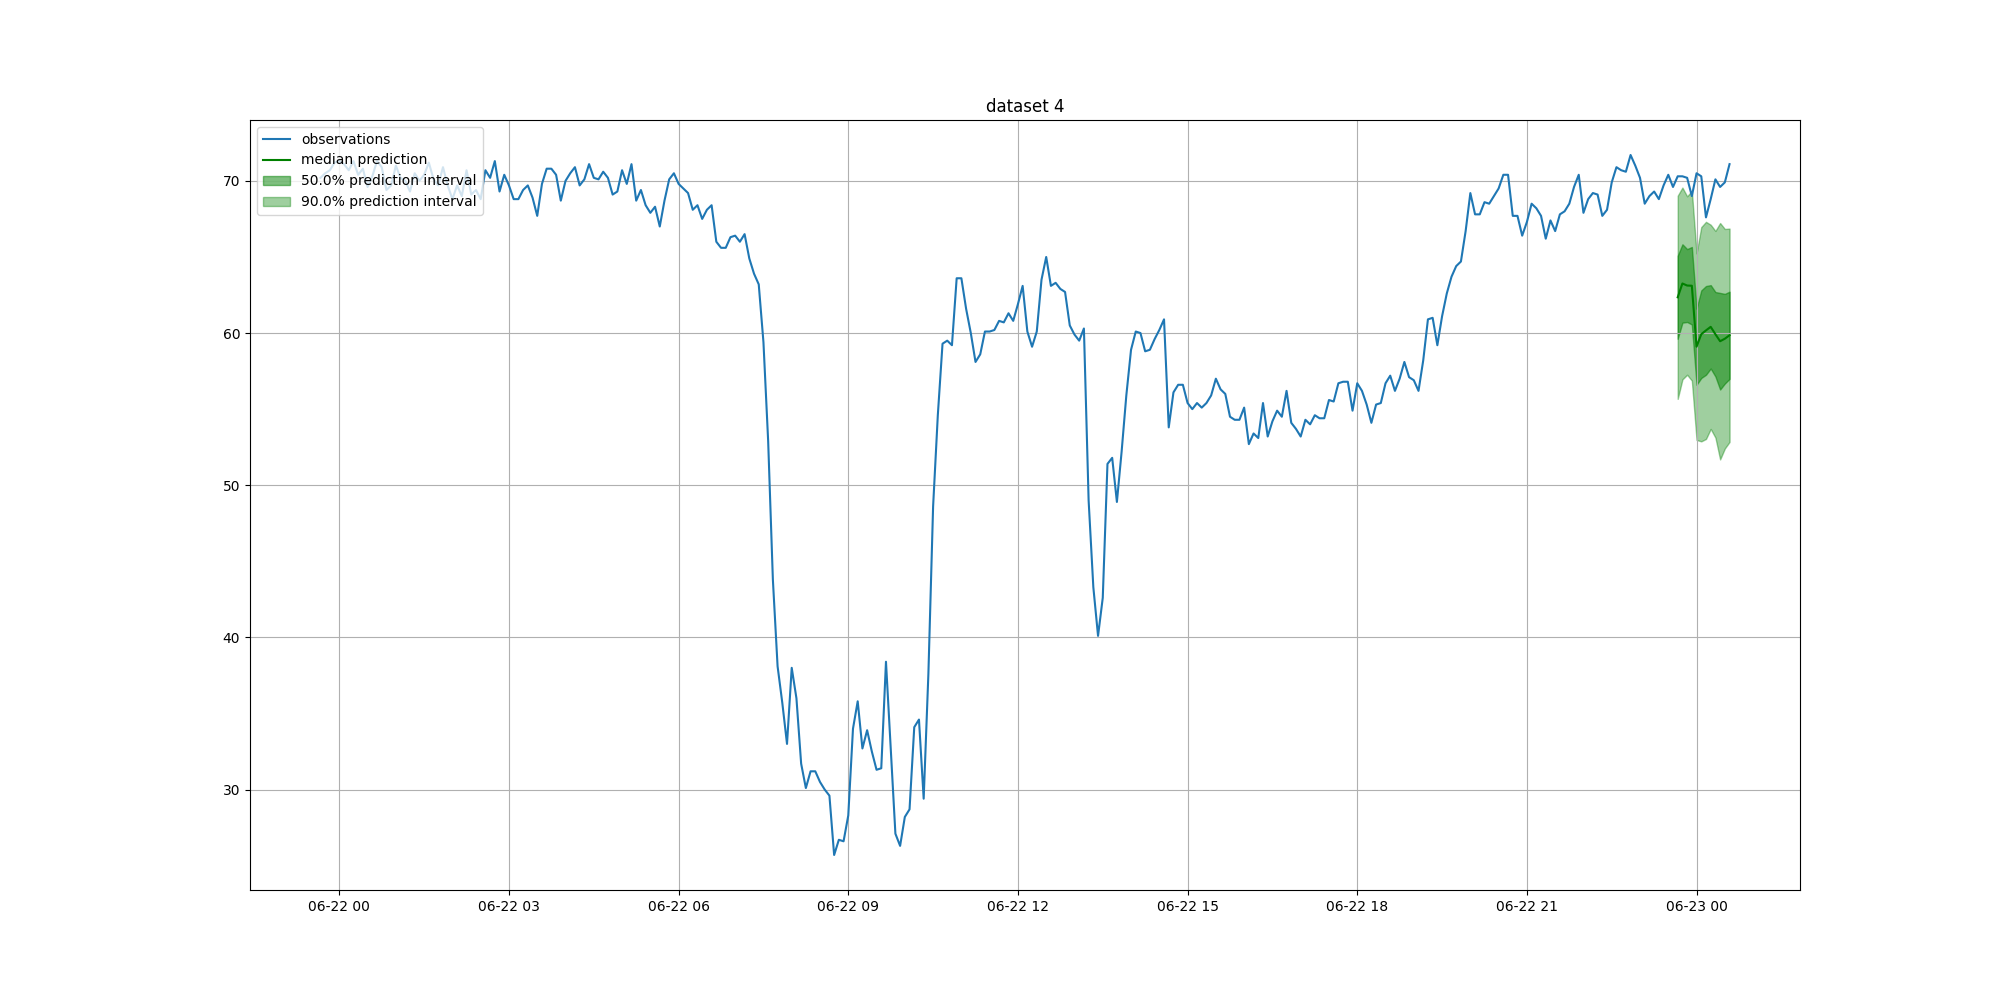 dataset 4
observations
median prediction
50.0% prediction interval
90.0% prediction interval
70
60
50
40
30
06-22 00
06-22 03
06-22 06
06-22 09
06-22 12
06-22 15
06-22 18
06-22 21
06-23 00